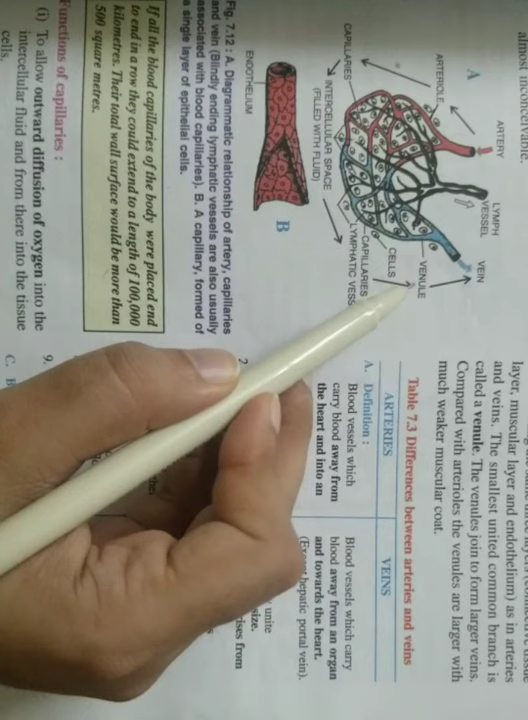 almost
A
ARTERY
LYMPH
VESSEL
VEIN
ARTERIOLE
VENULE
CELLS
CAPILLARIES
LYMPHATIC
CAPILLARIES
INTERCELLULAR SPACE
(FILLED WITH FLUID)
B
ENDOTHELIUM
Fig. 7.12 : A. Diagrammatic relationship of artery, capillaries
and vein (Blindly ending lymphatic vessels are also usually
associated with blood capillaries). B. A capillary, formed of
a single layer of epithelial cells.
If all the blood capillaries of the body were placed end
to end in a row they could extend to a length of 100,000
kilometres. Their total wall surface would be more than
500 square metres.
Functions of capillaries :
(i) To allow outward diffusion of oxygen into the
intercellular fluid and from there into the tissue
cells.
layer, muscular layer and endothelium) as in arteries
and veins. The smallest united common branch is
called a venule. The venules join to form larger veins.
Compared with arterioles the venules are larger with
much weaker muscular coat.
Table 7.3 Differences between arteries and veins
ARTERIES VEINS
A. Definition :
Blood vessels which
carry blood away from
the heart and into an
Blood vessels which carry
blood away from an organ
and towards the heart.
hepatic portal vein).
unite
size.
from
9.
C.